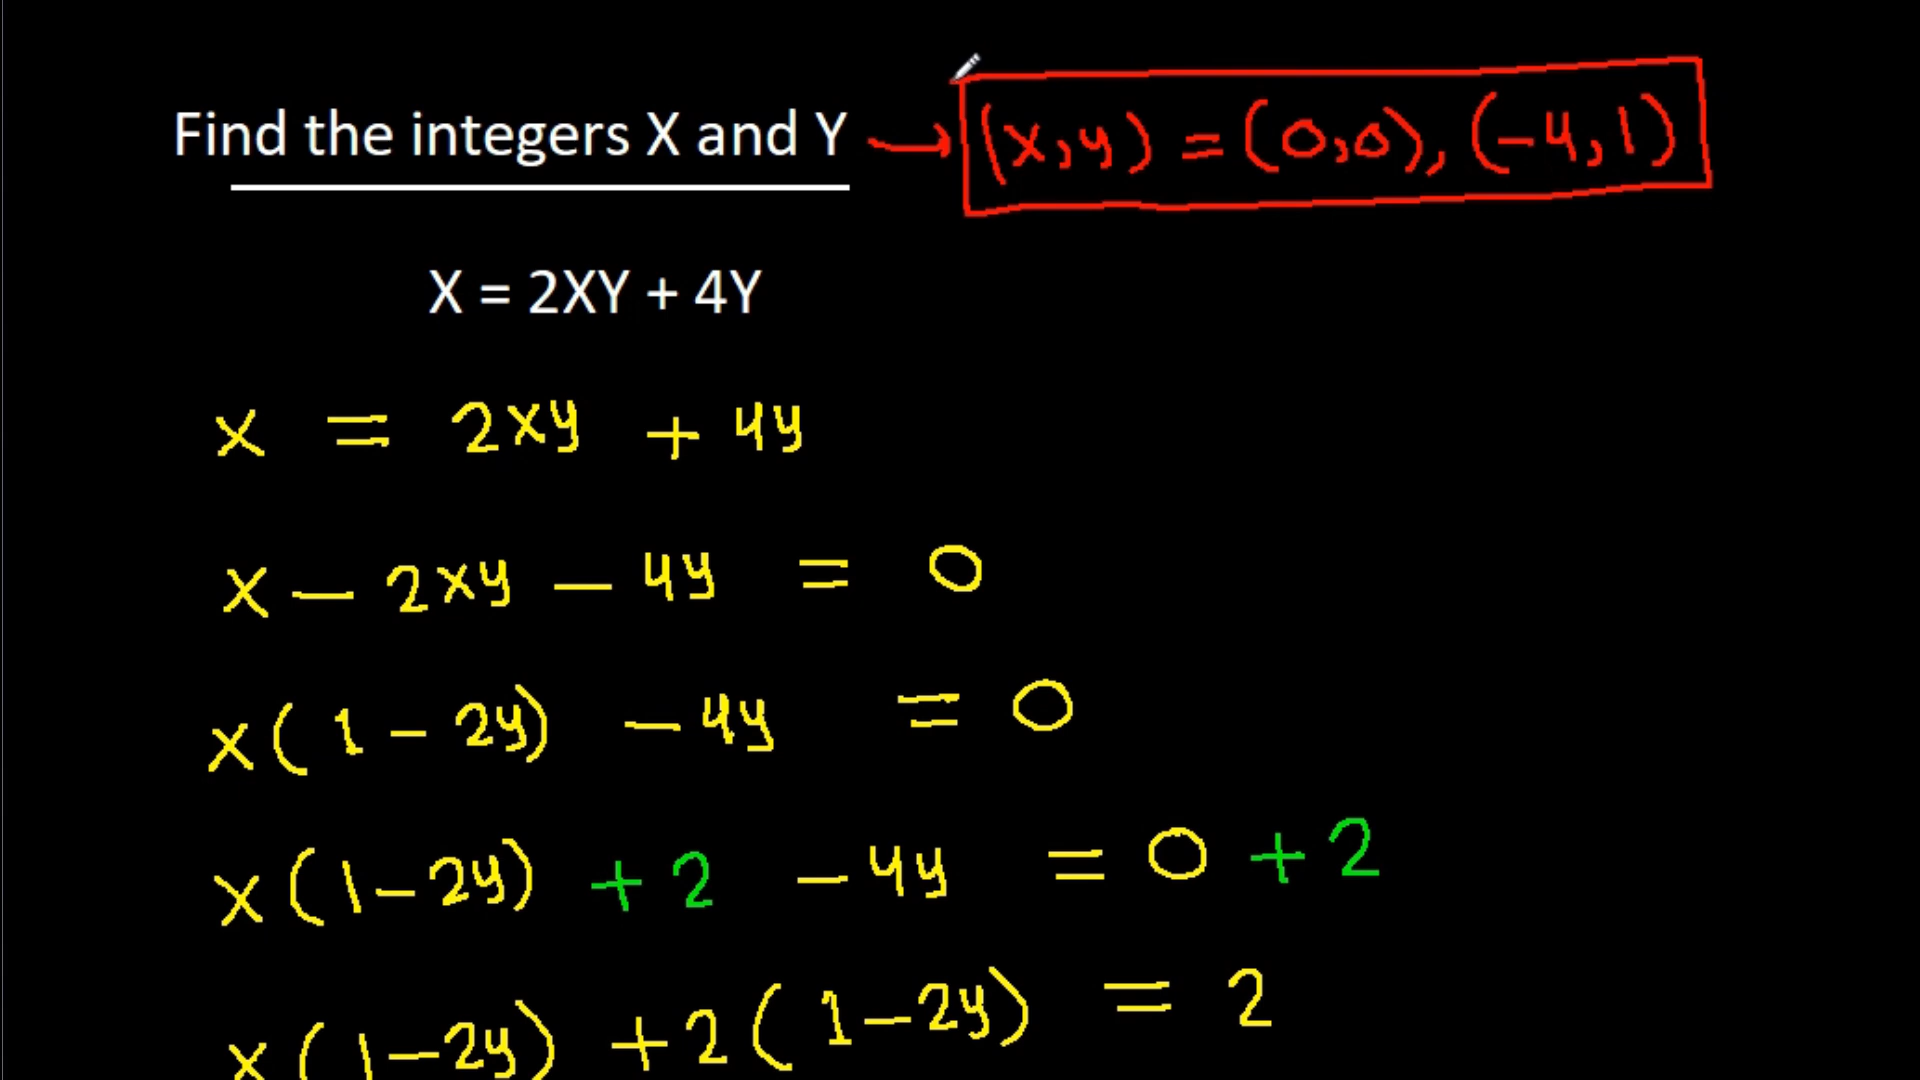 Find the integers X and Y → (x,y) = (0,0), (-4,1)
X = 2XY + 4Y
x = 2xy + 4y
x - 2xy - 4y = 0
x(1 - 2y) - 4y = 0
x(1-2y) + 2 - 4y = 0 + 2
x(1-2y) + 2(1-2y) = 2